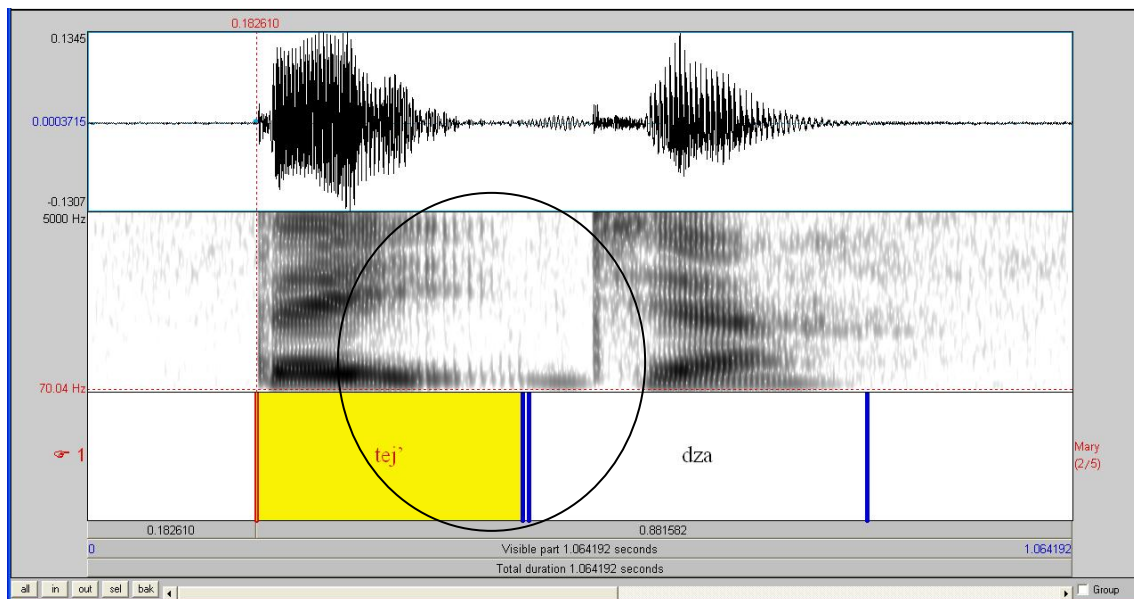 0.182610
0.1345
0.0003715
-0.1307
5000 Hz
70.04 Hz
☞ 1
tej’
dza
Mary
(2/5)
0.182610 0.881582
0 Visible part 1.064192 seconds 1.064192
Total duration 1.064192 seconds
all in out sel bak Group